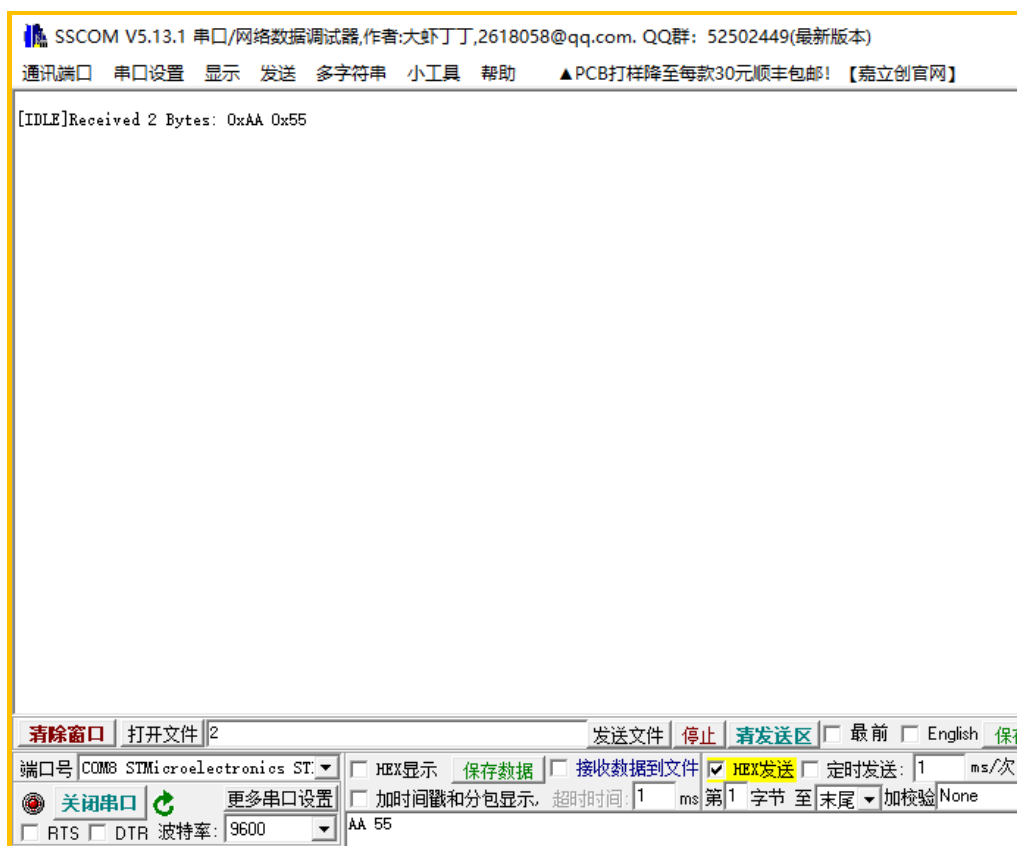 SSCOM V5.13.1 串口/网络数据调试器,作者:大虾丁丁,2618058@qq.com. QQ群: 52502449(最新版本)
通讯端口 串口设置 显示 发送 多字符串 小工具 帮助 ▲PCB打样降至每款30元顺丰包邮! 【嘉立创官网】
[IDLE]Received 2 Bytes: 0xAA 0x55
清除窗口 打开文件 2 发送文件 停止 清发送区 最前 English 保
端口号 COM8 STMicroelectronics ST. HEX显示 保存数据 接收数据到文件 HEX发送 定时发送: 1 ms/次
关闭串口 更多串口设置 加时间戳和分包显示, 超时时间: 1 ms 第1 字节 至 末尾 加校验 None
RTS DTR 波特率: 9600 AA 55